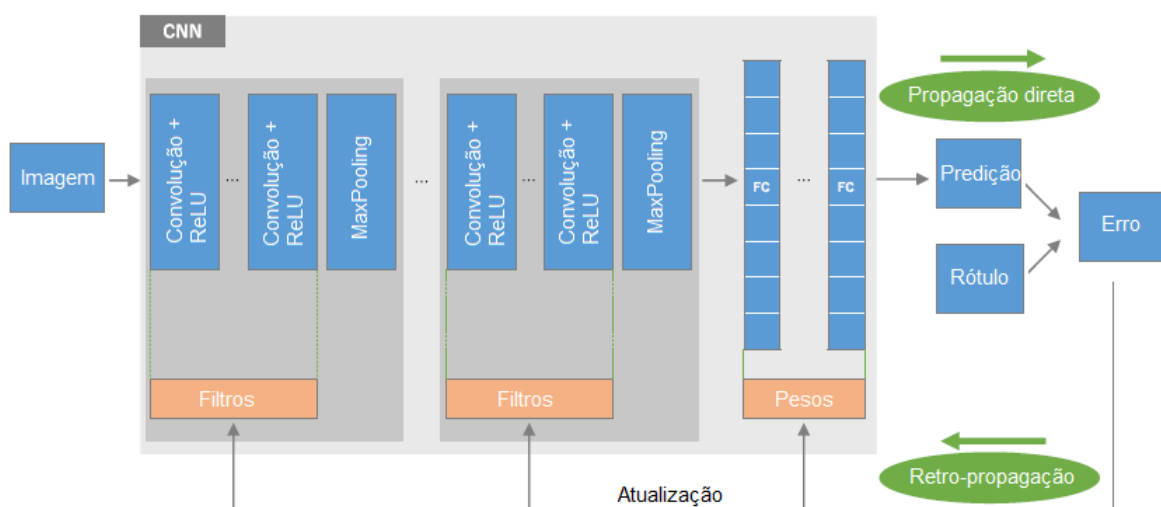 CNN
Propagação direta
Imagem
Convolução +
ReLU
...
Convolução +
ReLU
MaxPooling
...
Convolução +
ReLU
...
Convolução +
ReLU
MaxPooling
FC
...
FC
Predição
Rótulo
Erro
Filtros
Filtros
Pesos
Retro-propagação
Atualização